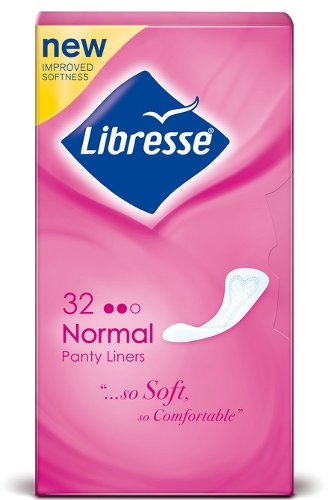 new
IMPROVED
SOFTNESS
Libresse®
32
Normal
Panty Liners
"...so Soft,
so Comfortable"